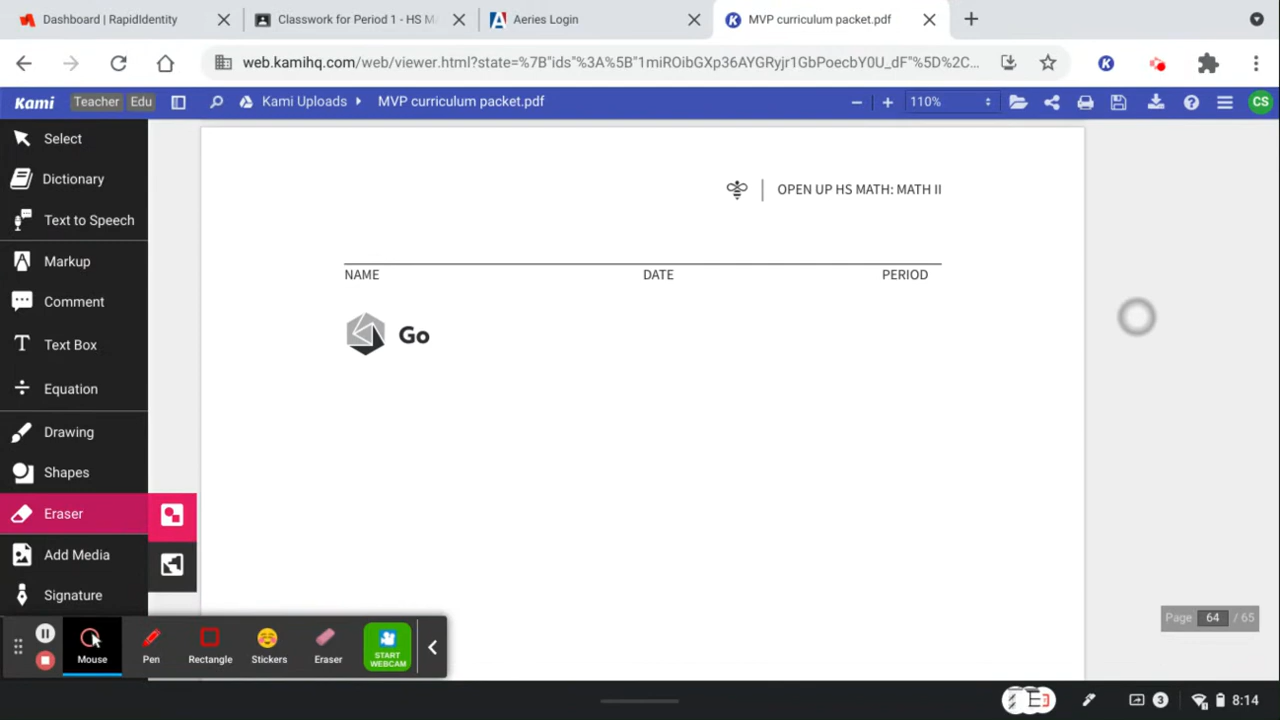 Dashboard | RapidIdentity
Classwork for Period 1 - HS M
Aeries Login
MVP curriculum packet.pdf
web.kamihq.com/web/viewer.html?state=%7B"ids"%3A%5B"1miROibGXp36AYGRyjr1GbPoecbY0U_dF"%5D%2C...
Kami Teacher Edu Kami Uploads MVP curriculum packet.pdf 110% CS
Select
Dictionary
Text to Speech
Markup
Comment
Text Box
Equation
Drawing
Shapes
Eraser
Add Media
Signature
OPEN UP HS MATH: MATH II
NAME DATE PERIOD
Go
Page 64 / 65
Mouse Pen Rectangle Stickers Eraser START WEBCAM
3 8:14